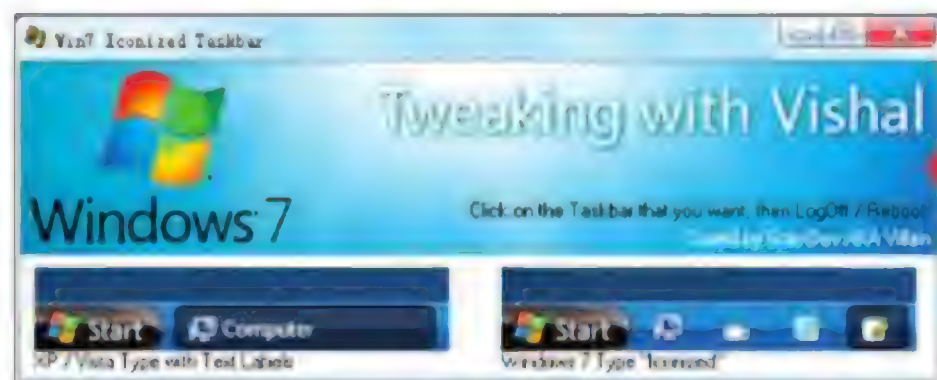 Win7 Iconized Taskbar
Tweaking with Vishal
Windows 7
Click on the Taskbar that you want, then LogOff / Reboot
Start Computer
Start
XP / Vista Type with Text Labels
Windows 7 Type "Iconized"